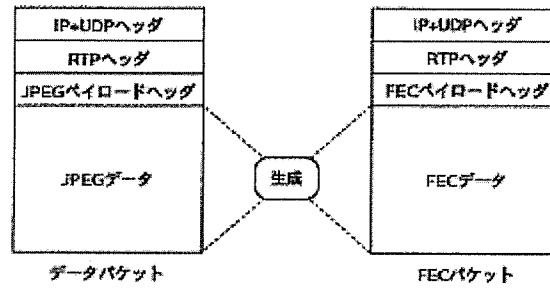 IP+UDPヘッダ
RTPヘッダ
JPEGペイロードヘッダ
JPEGデータ
データパケット
生成
IP+UDPヘッダ
RTPヘッダ
FECペイロードヘッダ
FECデータ
FECパケット